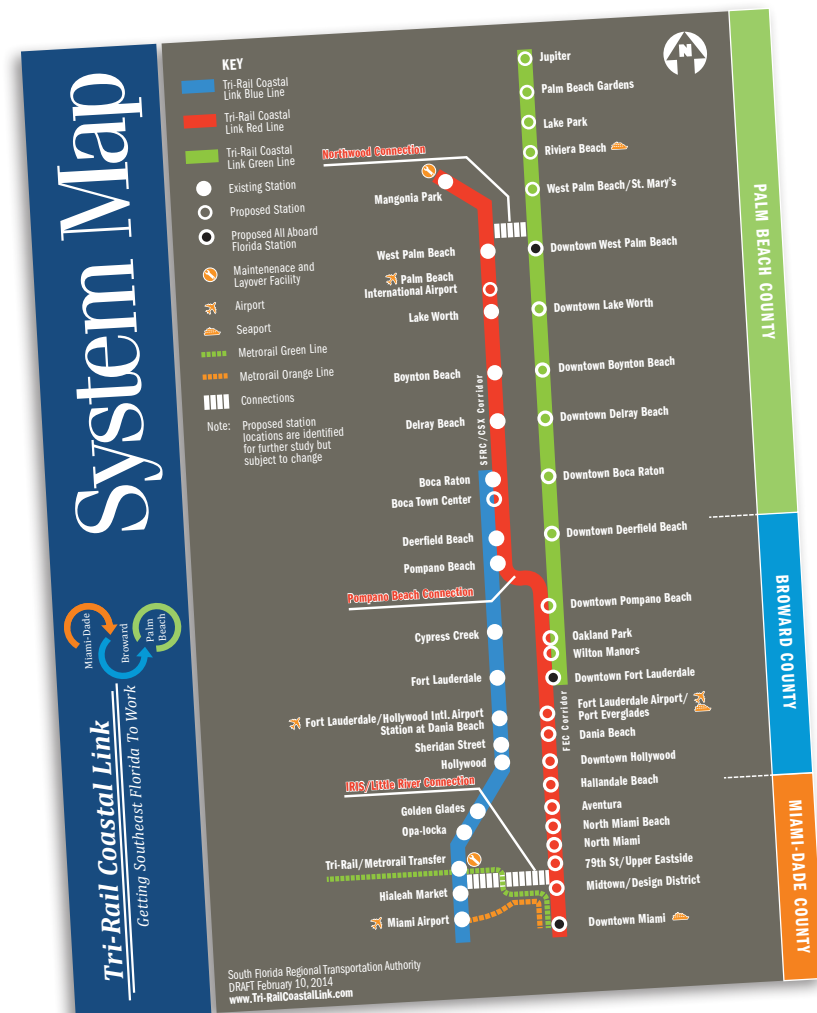 System Map
Miami-Dade
Broward
Palm
Beach
Tri-Rail Coastal Link
Getting Southeast Florida To Work
KEY
Tri-Rail Coastal
Link Blue Line
Tri-Rail Coastal
Link Red Line
Tri-Rail Coastal
Link Green Line
Existing Station
Proposed Station
Proposed All Aboard
Florida Station
Maintenenace and
Layover Facility
Airport
Seaport
Metrorail Green Line
Metrorail Orange Line
Connections
Note: Proposed station
locations are identified
for further study but
subject to change
N
Northwood Connection
Mangonia Park
West Palm Beach
Palm Beach
International Airport
Lake Worth
Boynton Beach
Delray Beach
SFRC/CSX Corridor
Boca Raton
Boca Town Center
Deerfield Beach
Pompano Beach
Pompano Beach Connection
Cypress Creek
Fort Lauderdale
Fort Lauderdale/Hollywood Intl. Airport
Station at Dania Beach
Sheridan Street
Hollywood
IRIS/Little River Connection
Golden Glades
Opa-locka
Tri-Rail/Metrorail Transfer
Hialeah Market
Miami Airport
Jupiter
Palm Beach Gardens
Lake Park
Riviera Beach
West Palm Beach/St. Mary's
Downtown West Palm Beach
Downtown Lake Worth
Downtown Boynton Beach
Downtown Delray Beach
Downtown Boca Raton
Downtown Deerfield Beach
Downtown Pompano Beach
Oakland Park
Wilton Manors
Downtown Fort Lauderdale
FEC Corridor
Fort Lauderdale Airport/
Port Everglades
Dania Beach
Downtown Hollywood
Hallandale Beach
Aventura
North Miami Beach
North Miami
79th St/Upper Eastside
Midtown/Design District
Downtown Miami
PALM BEACH COUNTY
BROWARD COUNTY
MIAMI-DADE COUNTY
South Florida Regional Transportation Authority
DRAFT February 10, 2014
www.Tri-RailCoastalLink.com